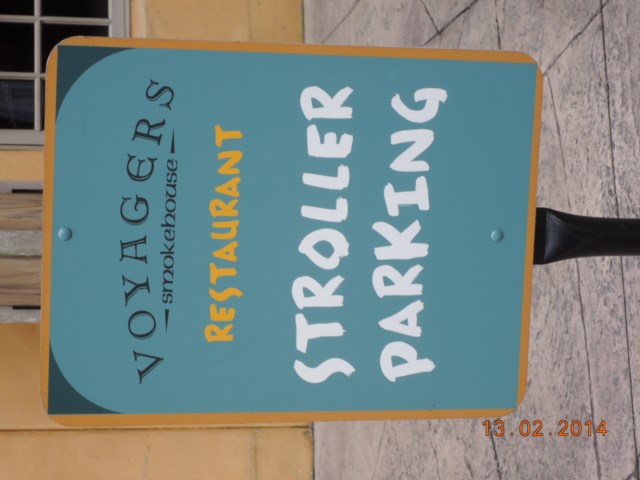 VOYAGERS
smokehouse
RESTAURANT
STROLLER
PARKING
13.02.2014